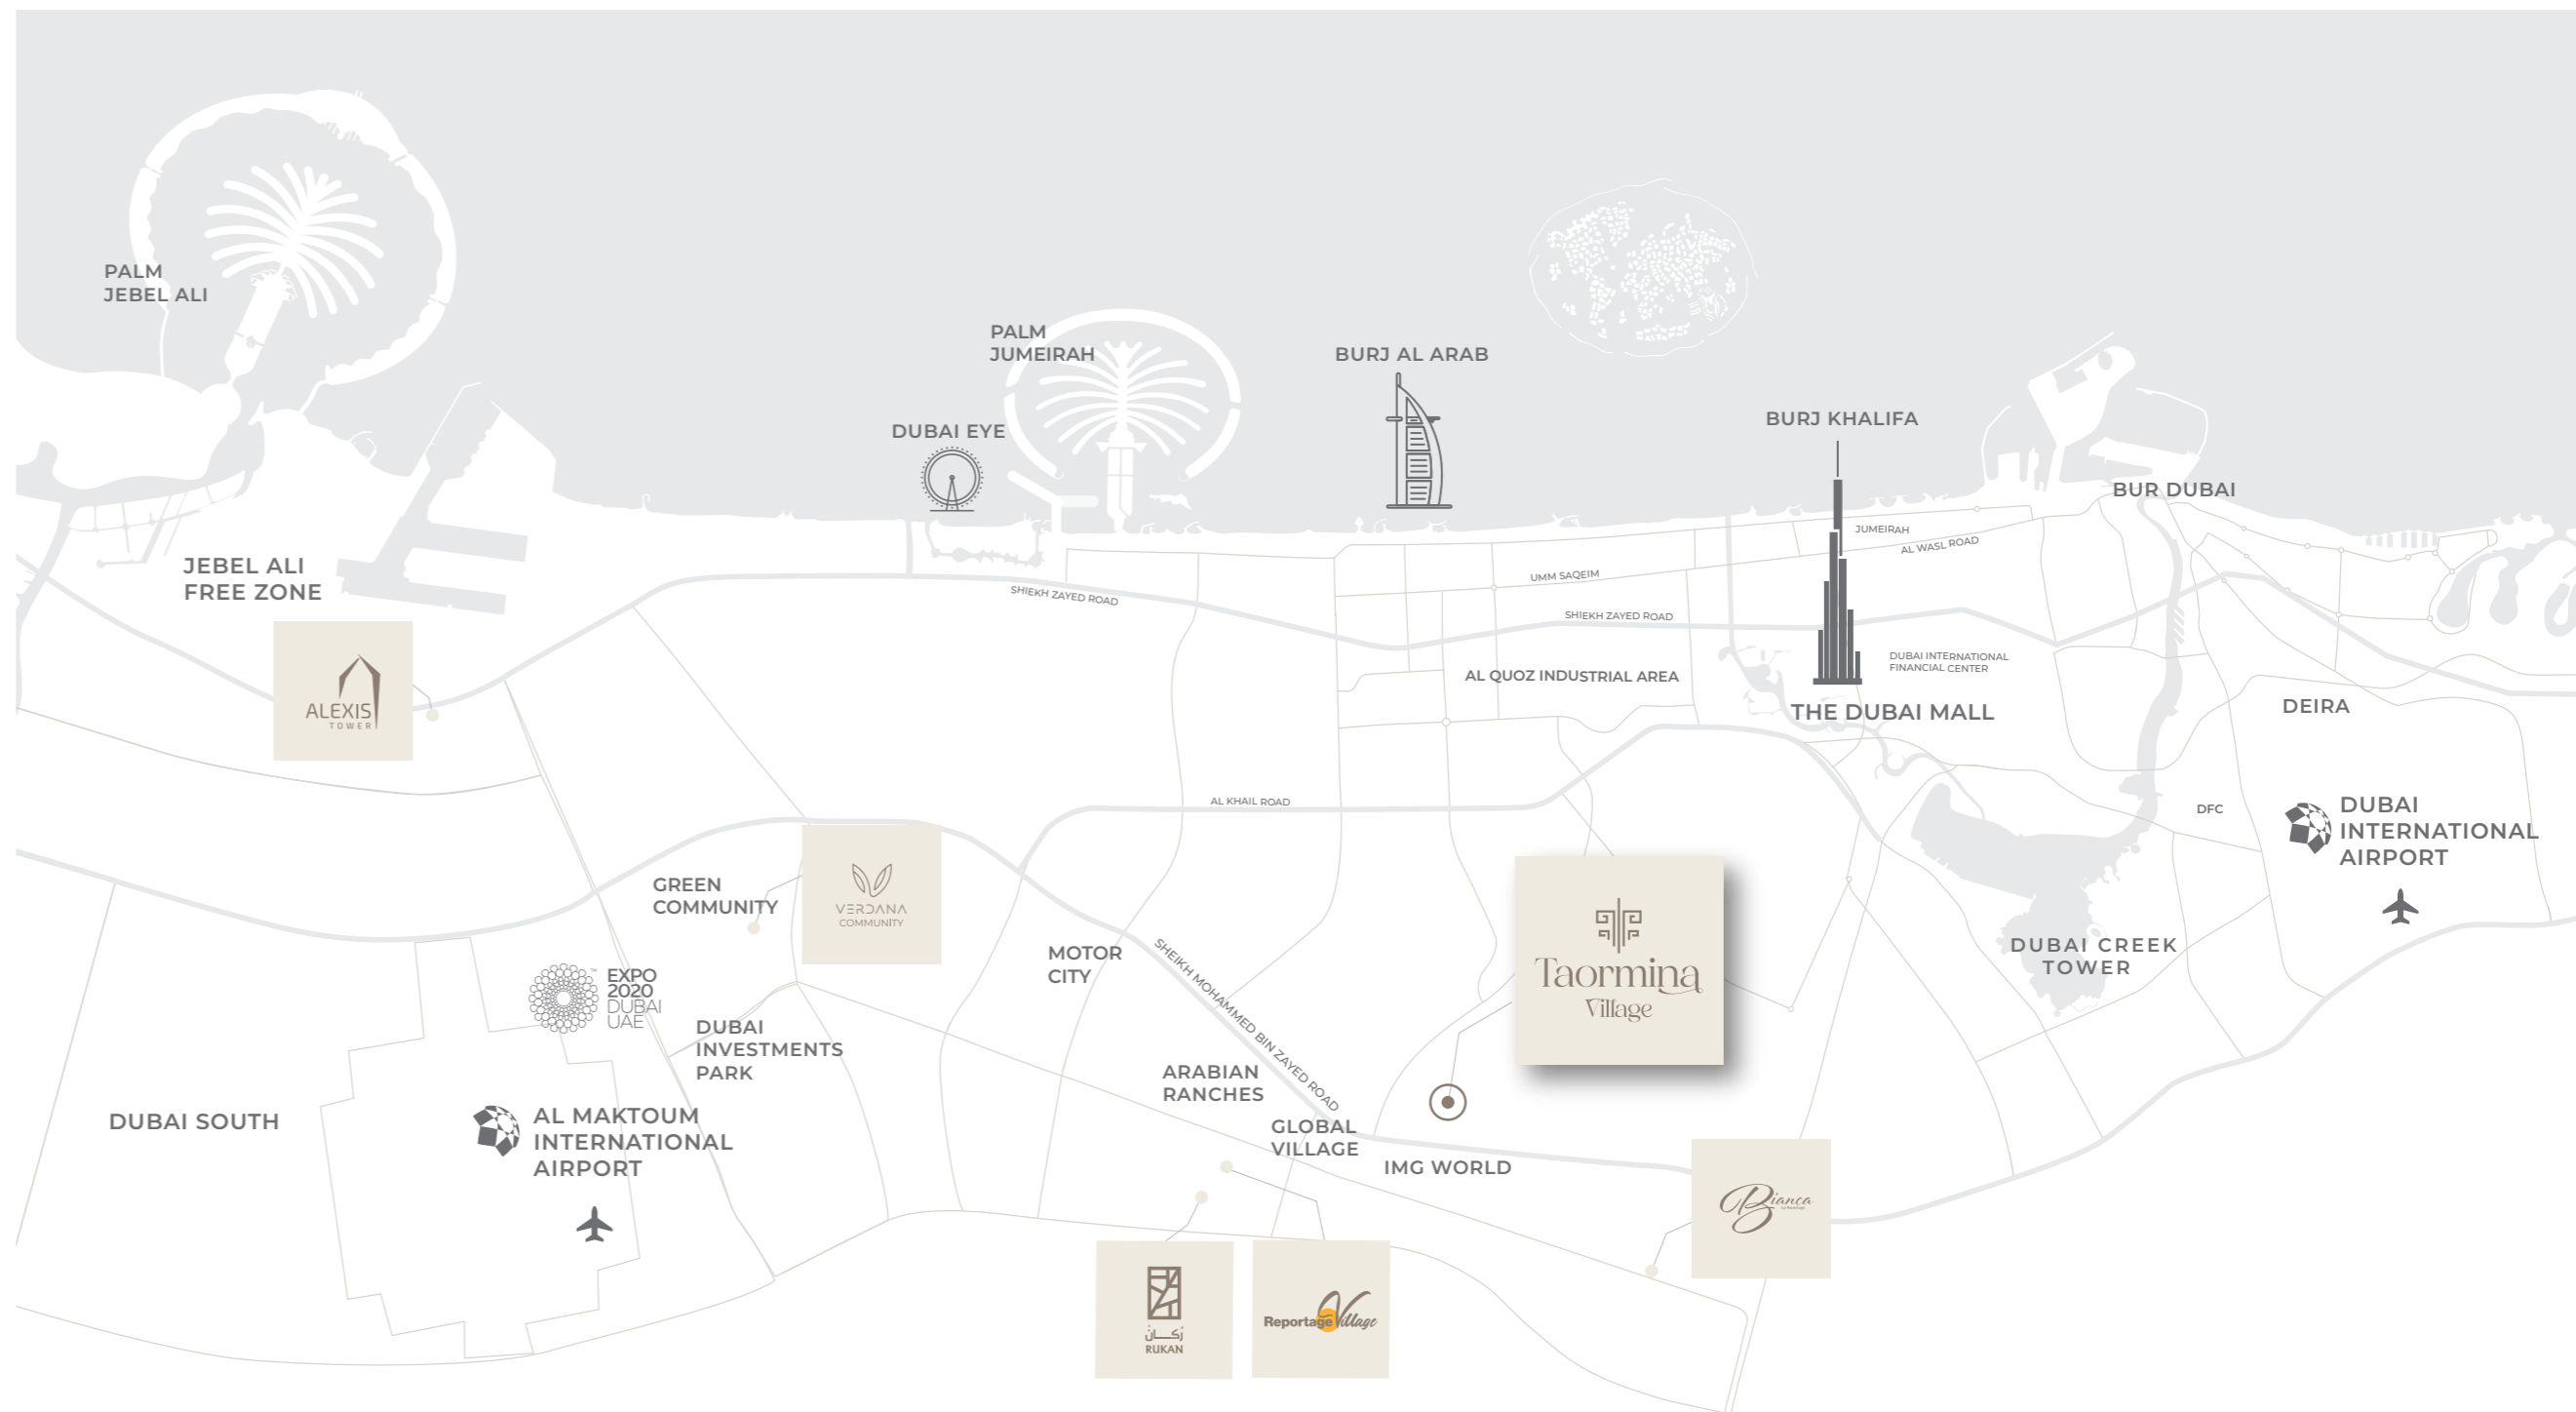 PALM
JEBEL ALI
PALM
JUMEIRAH
BURJ AL ARAB
DUBAI EYE
BURJ KHALIFA
BUR DUBAI
JEBEL ALI
FREE ZONE
JUMEIRAH
AL WASL ROAD
UMM SAQEIM
SHIEKH ZAYED ROAD
SHIEKH ZAYED ROAD
DUBAI INTERNATIONAL
FINANCIAL CENTER
AL QUOZ INDUSTRIAL AREA
THE DUBAI MALL
DEIRA
ALEXIS
TOWER
AL KHAIL ROAD
DFC
DUBAI
INTERNATIONAL
AIRPORT
GREEN
COMMUNITY
VERDANA
COMMUNITY
MOTOR
CITY
SHEIKH MOHAMMED BIN ZAYED ROAD
Taormina
Village
DUBAI CREEK
TOWER
EXPO
2020
DUBAI
UAE
TM
DUBAI
INVESTMENTS
PARK
ARABIAN
RANCHES
DUBAI SOUTH
AL MAKTOUM
INTERNATIONAL
AIRPORT
GLOBAL
VILLAGE
IMG WORLD
Bianca
by Reportage
رُكـــان
RUKAN
Reportage Village